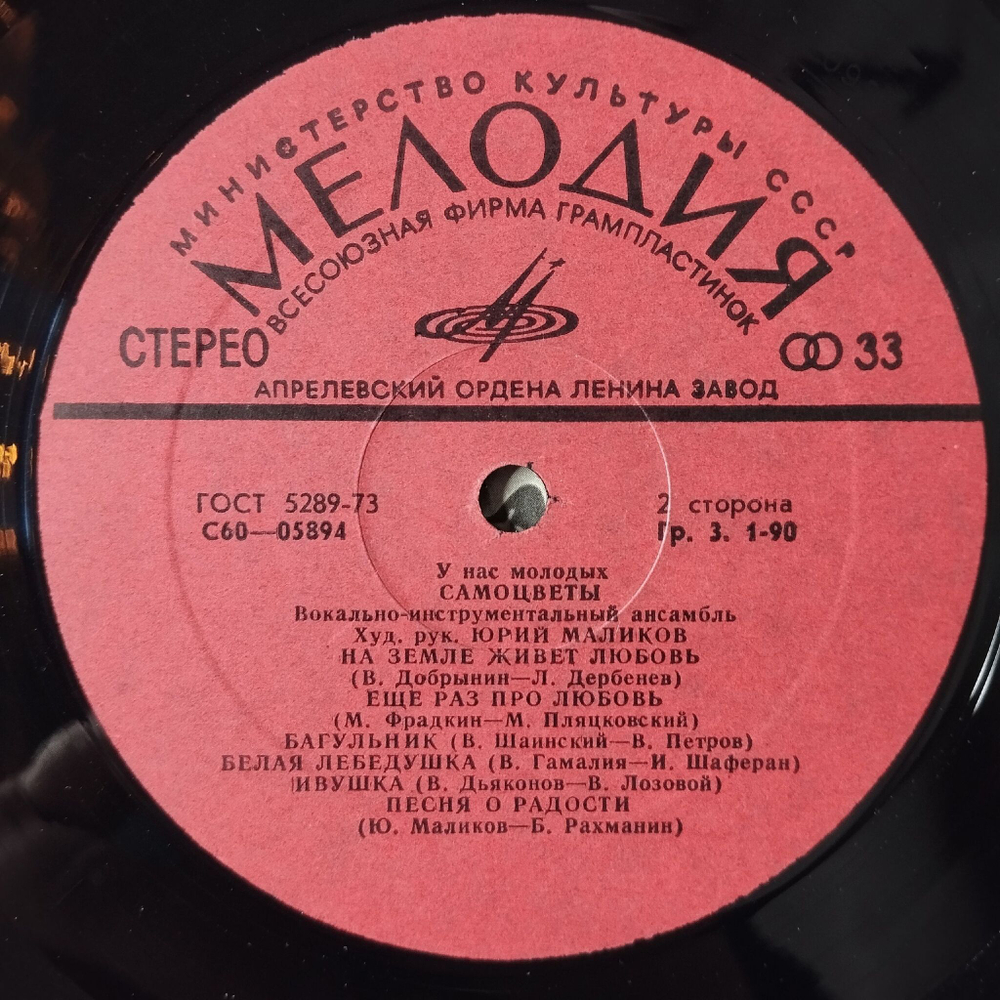 МИНИСТЕРСТВО КУЛЬТУРЫ СССР
МЕЛОДИЯ
ВСЕСОЮЗНАЯ ФИРМА ГРАМПЛАСТИНОК
СТЕРЕО
33
АПРЕЛЕВСКИЙ ОРДЕНА ЛЕНИНА ЗАВОД
ГОСТ 5289-73
2 сторона
С60—05894
Гр. 3. 1-90
У нас молодых
САМОЦВЕТЫ
Вокально-инструментальный ансамбль
Худ. рук. ЮРИЙ МАЛИКОВ
НА ЗЕМЛЕ ЖИВЕТ ЛЮБОВЬ
(В. Добрынин—Л. Дербенев)
ЕЩЕ РАЗ ПРО ЛЮБОВЬ
(М. Фрадкин—М. Пляцковский)
БАГУЛЬНИК (В. Шаинский—В. Петров)
БЕЛАЯ ЛЕБЕДУШКА (В. Гамалия—И. Шаферан)
ИВУШКА (В. Дьяконов—В. Лозовой)
ПЕСНЯ О РАДОСТИ
(Ю. Маликов—Б. Рахманин)